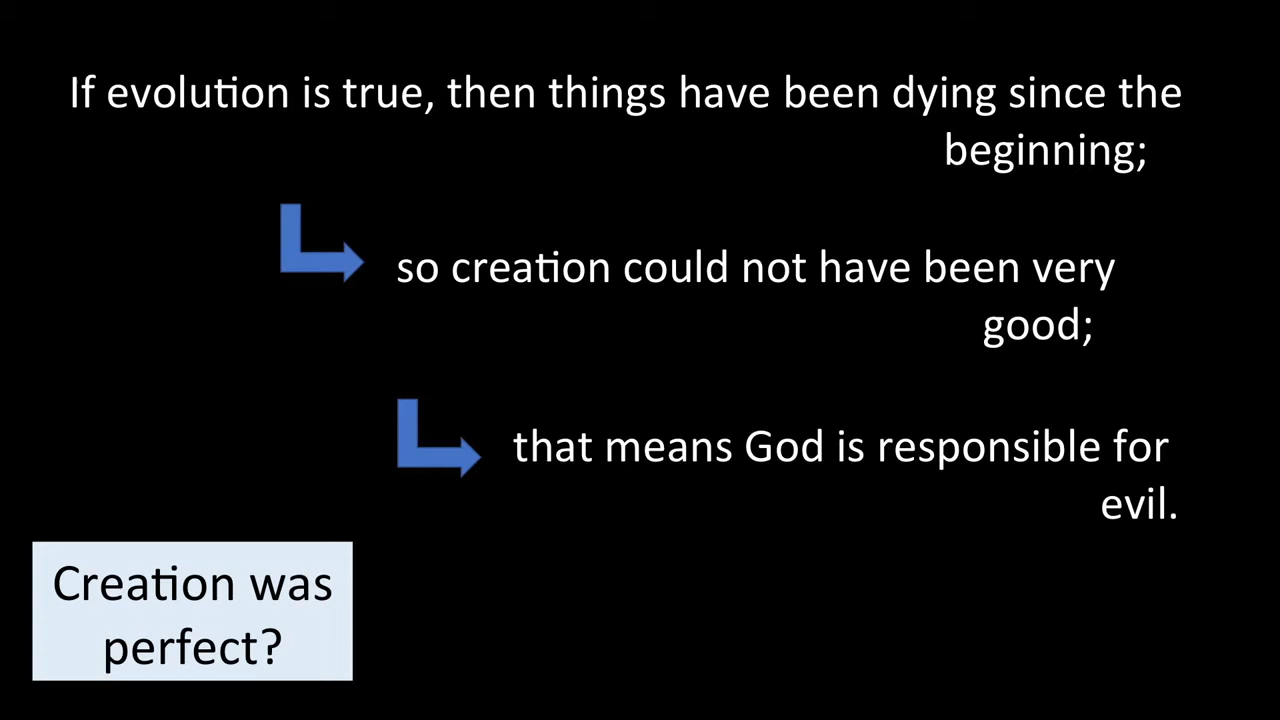 If evolution is true, then things have been dying since the
beginning;
so creation could not have been very
good;
that means God is responsible for
evil.
Creation was
perfect?